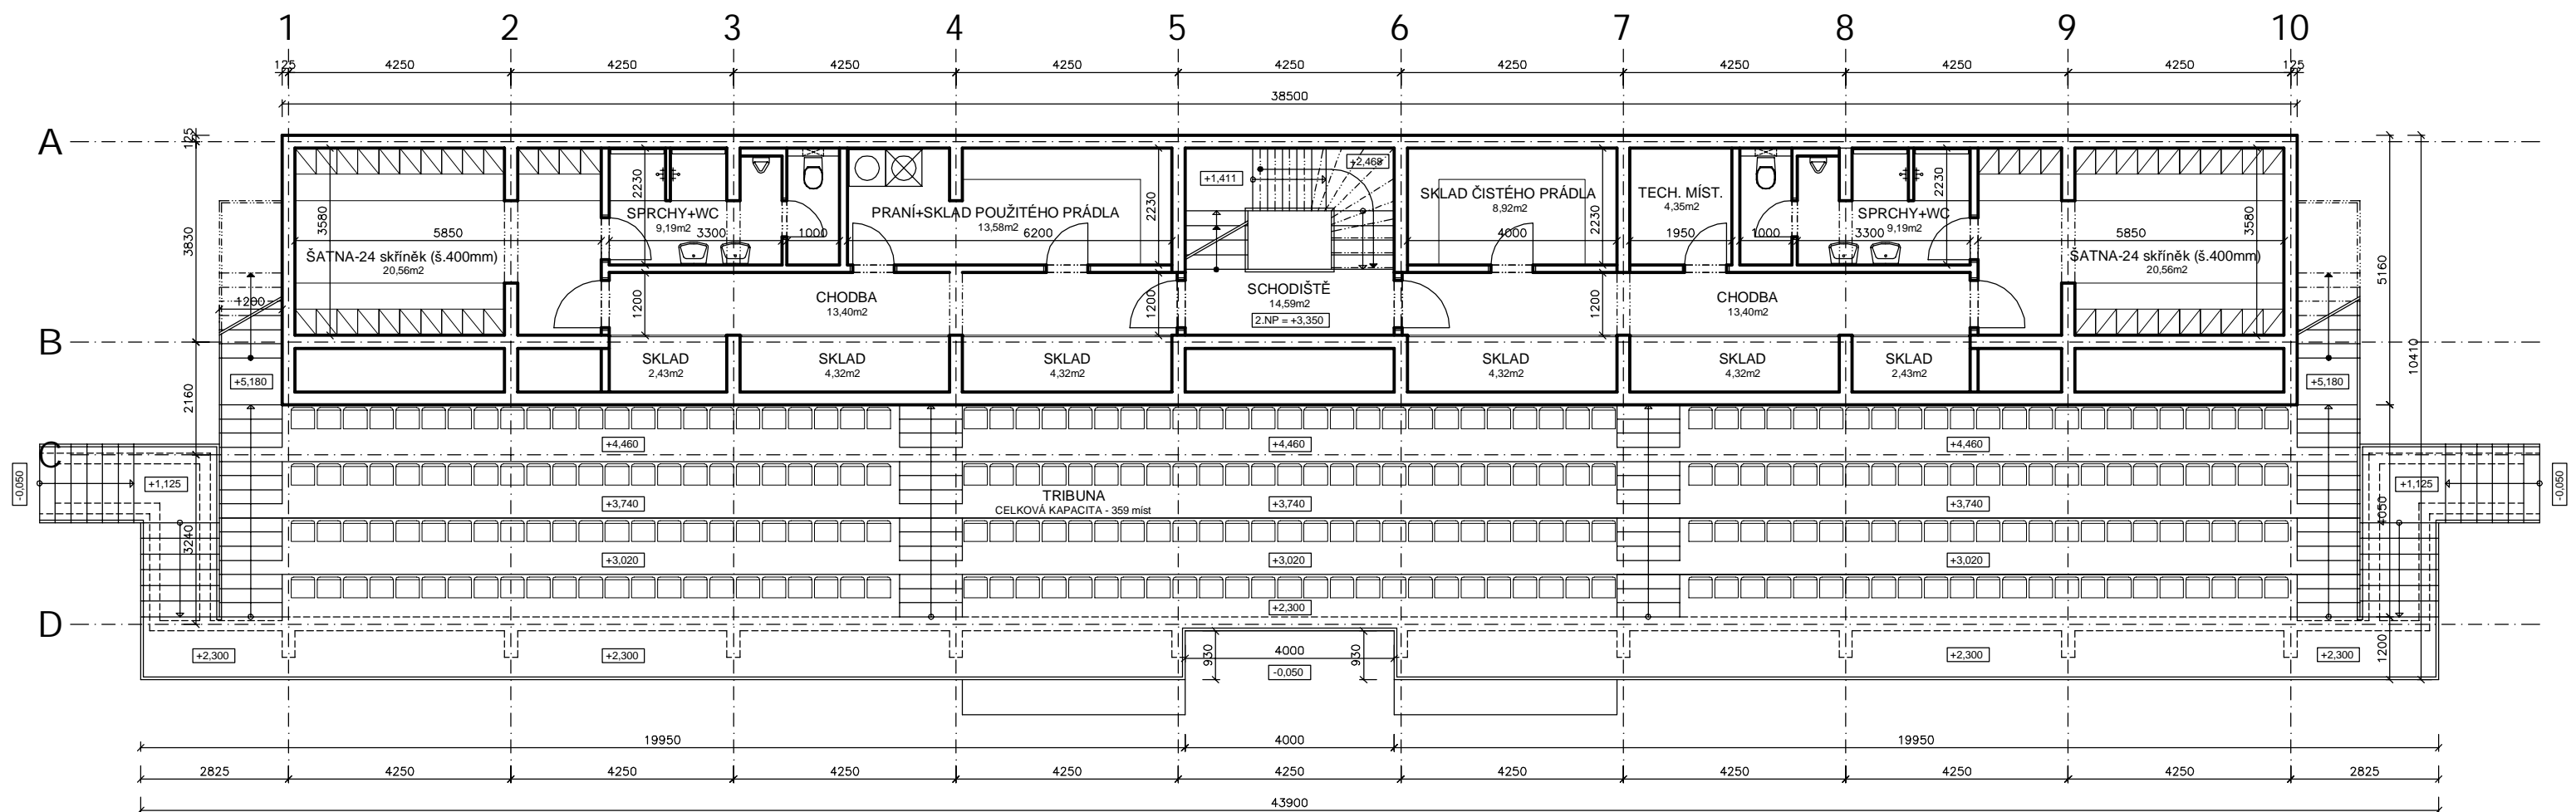 1 2 3 4 5 6 7 8 9 10
125 4250 4250 4250 4250 4250 4250 4250 4250 4250 125
38500
A
B
C
D
125
3830
2160
3240
1200
5160
10410
4050
1200
3580
5850
ŠATNA-24 skříněk (š.400mm)
20,56m2
2230
SPRCHY+WC
9,19m2
3300
1000
PRANÍ+SKLAD POUŽITÉHO PRÁDLA
13,58m2
6200
2230
+1,411
+2,468
SCHODIŠTĚ
14,59m2
2.NP = +3,350
SKLAD ČISTÉHO PRÁDLA
8,92m2
4000
2230
TECH. MÍST.
4,35m2
1950
1000
SPRCHY+WC
9,19m2
3300
2230
5850
3580
ŠATNA-24 skříněk (š.400mm)
20,56m2
1200
CHODBA
13,40m2
1200
1200
CHODBA
13,40m2
SKLAD
2,43m2
SKLAD
4,32m2
SKLAD
4,32m2
SKLAD
4,32m2
SKLAD
4,32m2
SKLAD
2,43m2
+5,180
+5,180
+4,460
+4,460
+4,460
-0,050
+1,125
+1,125
-0,050
+3,740
TRIBUNA
CELKOVÁ KAPACITA - 359 míst
+3,740
+3,740
+3,020
+3,020
+3,020
+2,300
+2,300
+2,300
930
4000
930
-0,050
+2,300
+2,300
19950 4000 19950
2825 4250 4250 4250 4250 4250 4250 4250 4250 4250 2825
43900